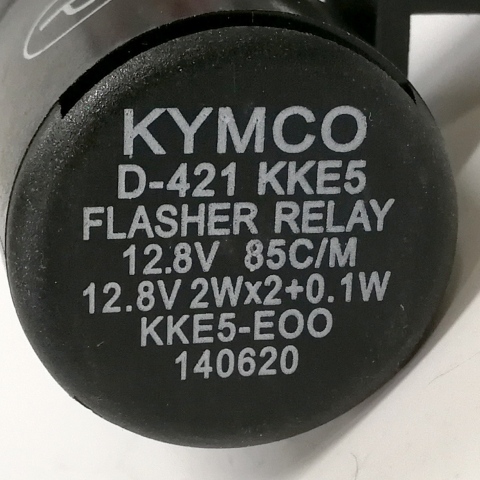 KYMCO
D-421 KKE5
FLASHER RELAY
12.8V 85C/M
12.8V 2Wx2+0.1W
KKE5-EOO
140620